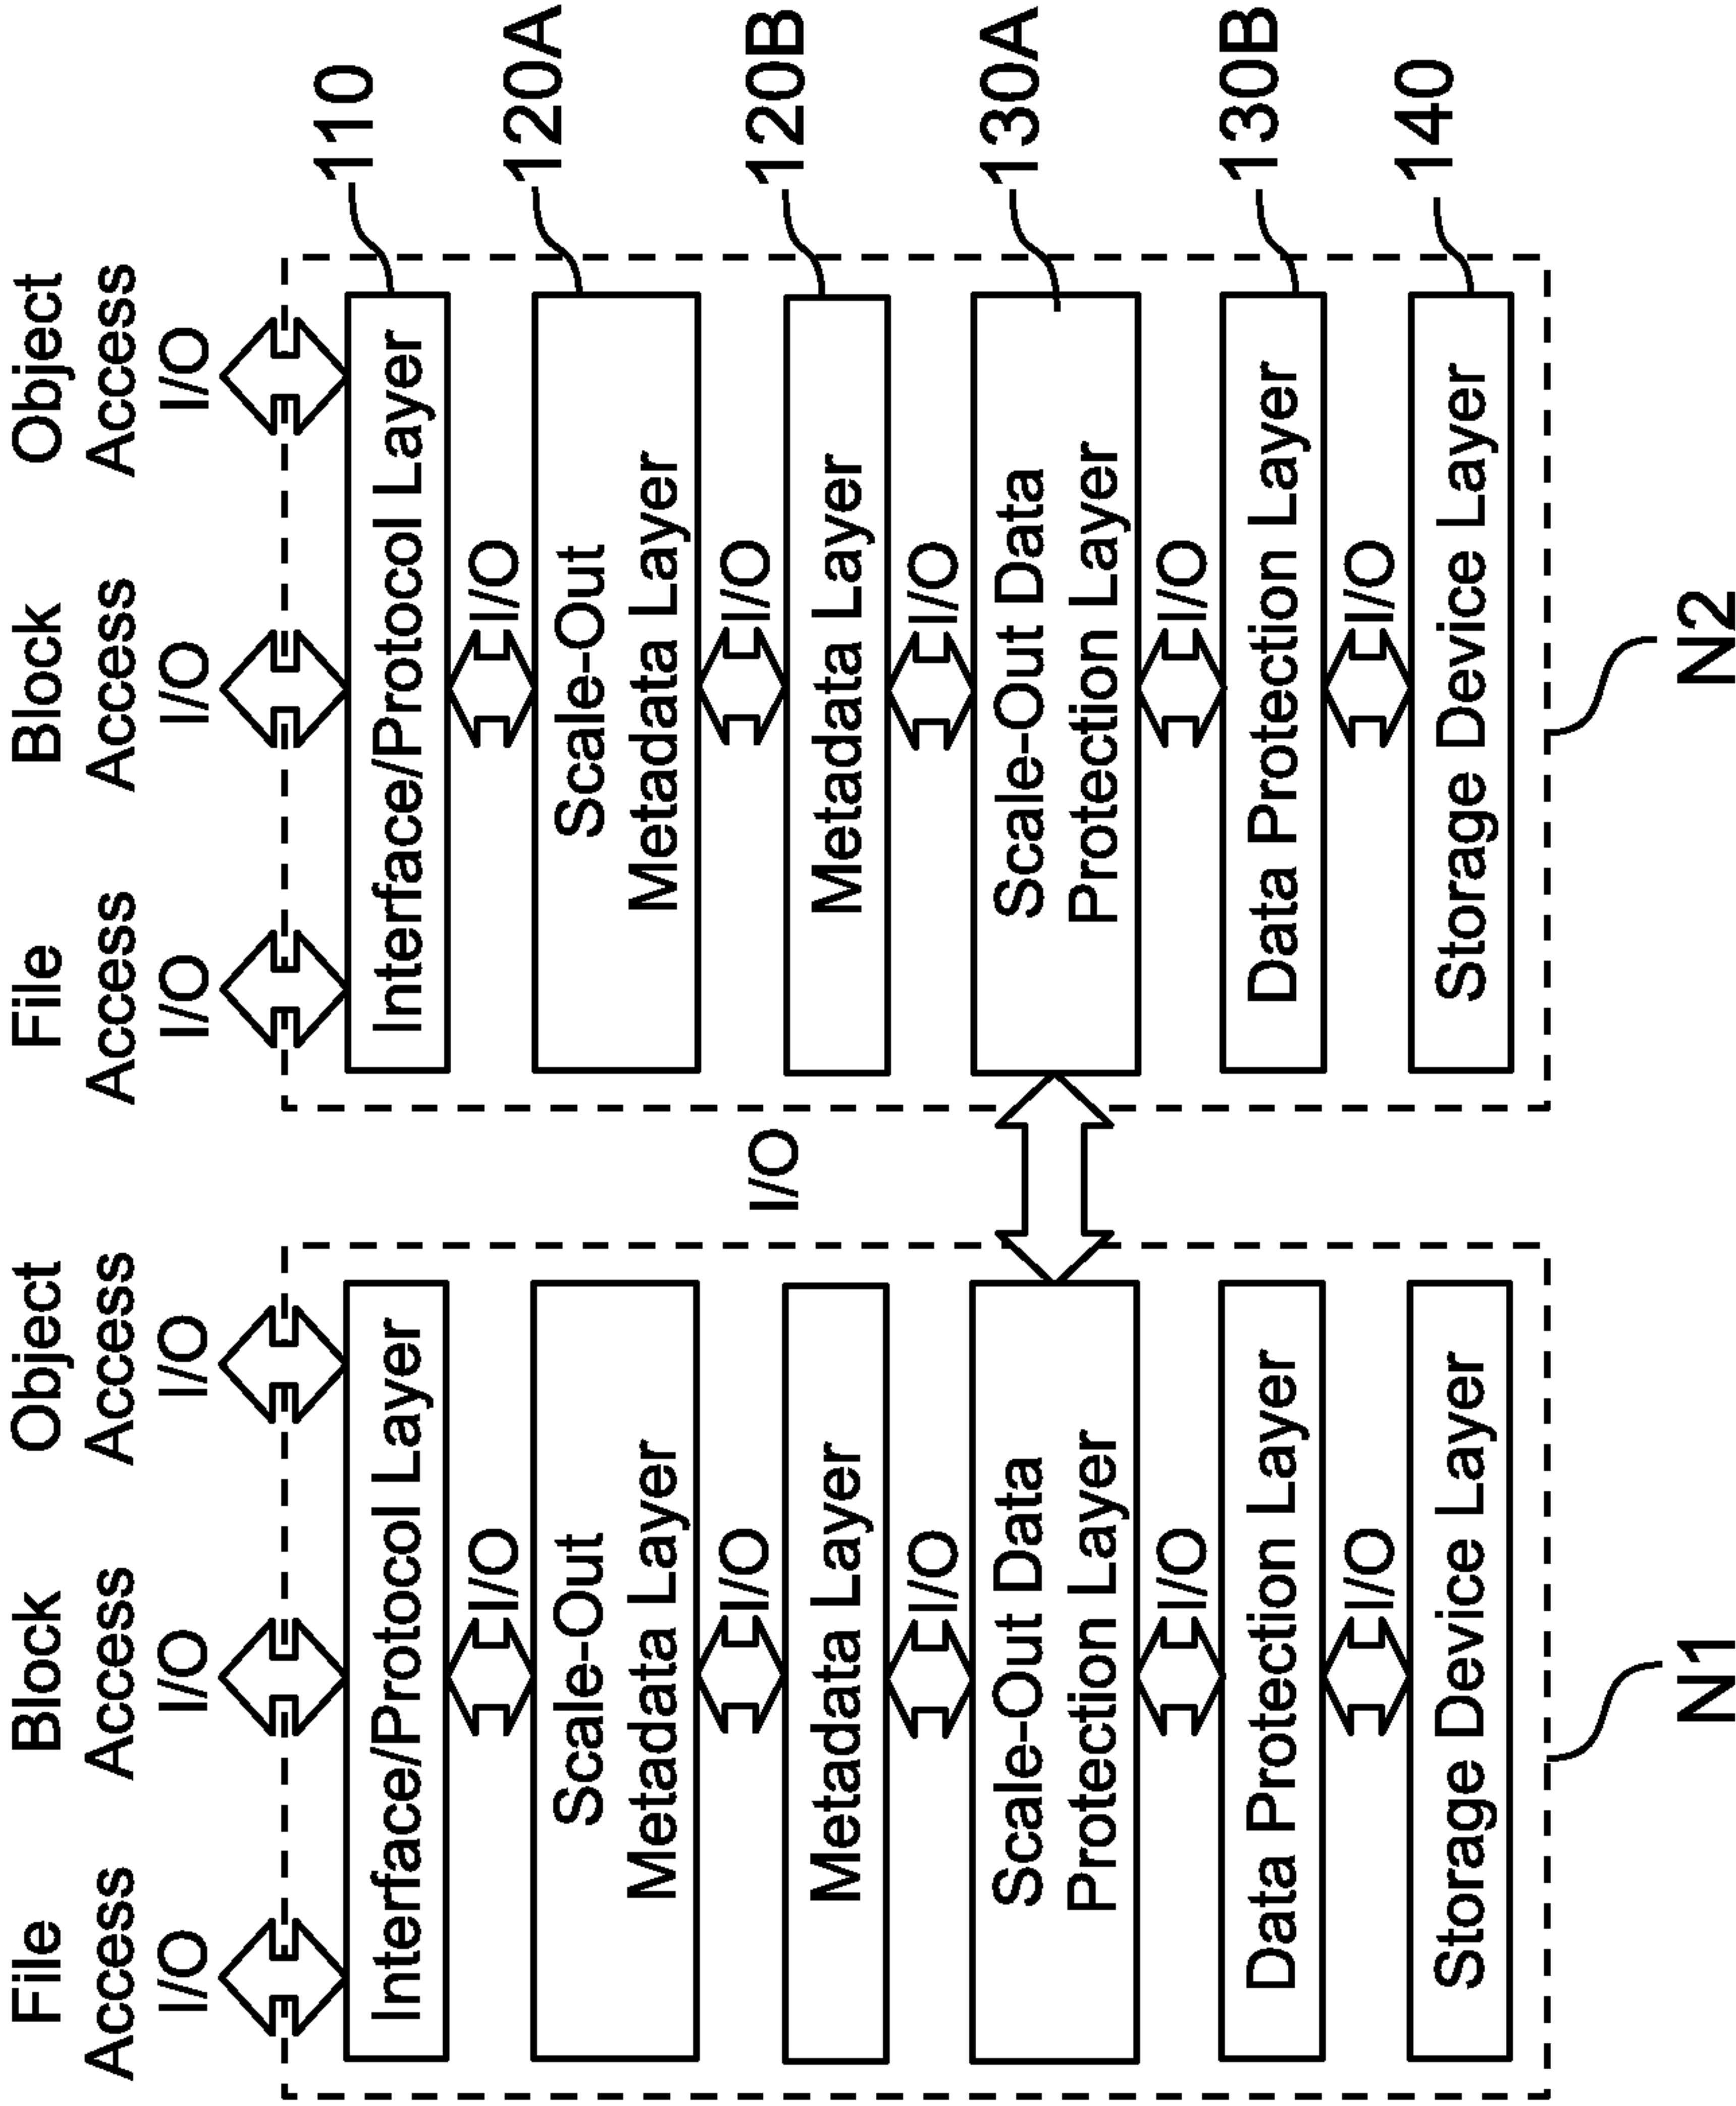 File
Access
I/O
Block
Access
I/O
Object
Access
I/O
Interface/Protocol Layer
I/O
Scale-Out
Metadata Layer
I/O
Metadata Layer
I/O
Scale-Out Data
Protection Layer
I/O
Data Protection Layer
I/O
Storage Device Layer
N1
I/O
File
Access
I/O
Block
Access
I/O
Object
Access
I/O
Interface/Protocol Layer
110
I/O
Scale-Out
Metadata Layer
120A
I/O
Metadata Layer
120B
I/O
Scale-Out Data
Protection Layer
130A
I/O
Data Protection Layer
130B
I/O
Storage Device Layer
140
N2